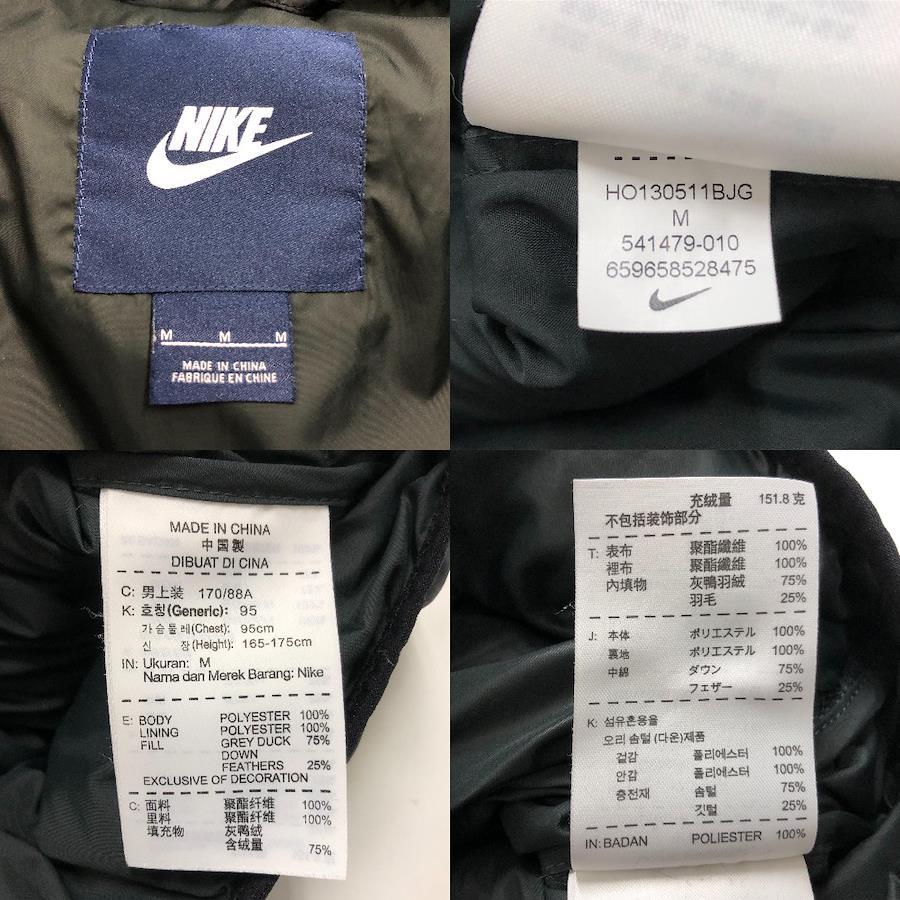 NIKE
M M M
MADE IN CHINA
FABRIQUE EN CHINE
HO130511BJG
M
541479-010
659658528475
MADE IN CHINA
中国製
DIBUAT DI CINA
C: 男上装 170/88A
K: 호칭(Generic): 95
가슴둘레(Chest): 95cm
신 장(Height): 165-175cm
IN: Ukuran: M
Nama dan Merek Barang: Nike
E: BODY POLYESTER 100%
LINING POLYESTER 100%
FILL GREY DUCK 75%
DOWN
FEATHERS 25%
EXCLUSIVE OF DECORATION
C: 面料 聚酯纤维 100%
里料 聚酯纤维 100%
填充物 灰鸭绒
含绒量 75%
充绒量 151.8 克
不包括装饰部分
T: 表布 聚酯纖維 100%
裡布 聚酯纖維 100%
內填物 灰鴨羽絨 75%
羽毛 25%
J: 本体 ポリエステル 100%
裏地 ポリエステル 100%
中綿 ダウン 75%
フェザー 25%
K: 섬유혼용율
오리 솜털 (다운)제품
겉감 폴리에스터 100%
안감 폴리에스터 100%
충전재 솜털 75%
깃털 25%
IN: BADAN POLIESTER 100%